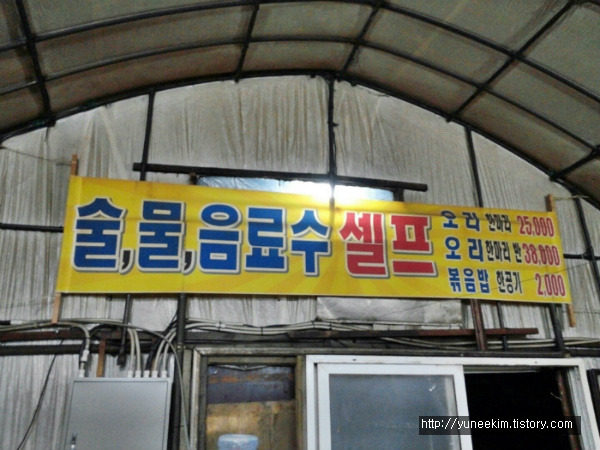 술,물,음료수 셀프
오리 한마리 25,000
오리 한마리 반 38,000
볶음밥 한공기 2,000
http://yuneekim.tistory.com